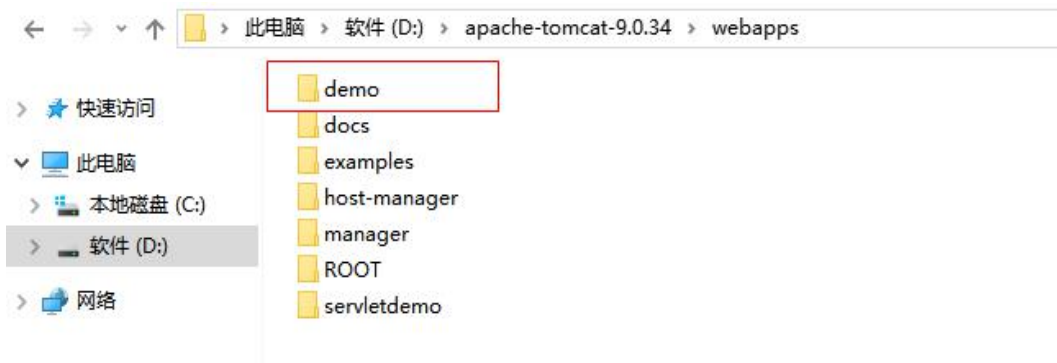 此电脑 › 软件 (D:) › apache-tomcat-9.0.34 › webapps
快速访问
此电脑
本地磁盘 (C:)
软件 (D:)
网络
demo
docs
examples
host-manager
manager
ROOT
servletdemo